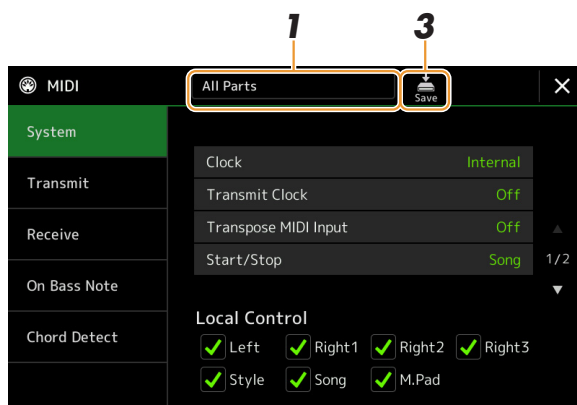 1 3
MIDI All Parts Save
System
Clock Internal
Transmit Transmit Clock Off
Transpose MIDI Input Off
Receive
Start/Stop Song 1/2
On Bass Note
Local Control
Chord Detect
Left Right1 Right2 Right3
Style Song M.Pad